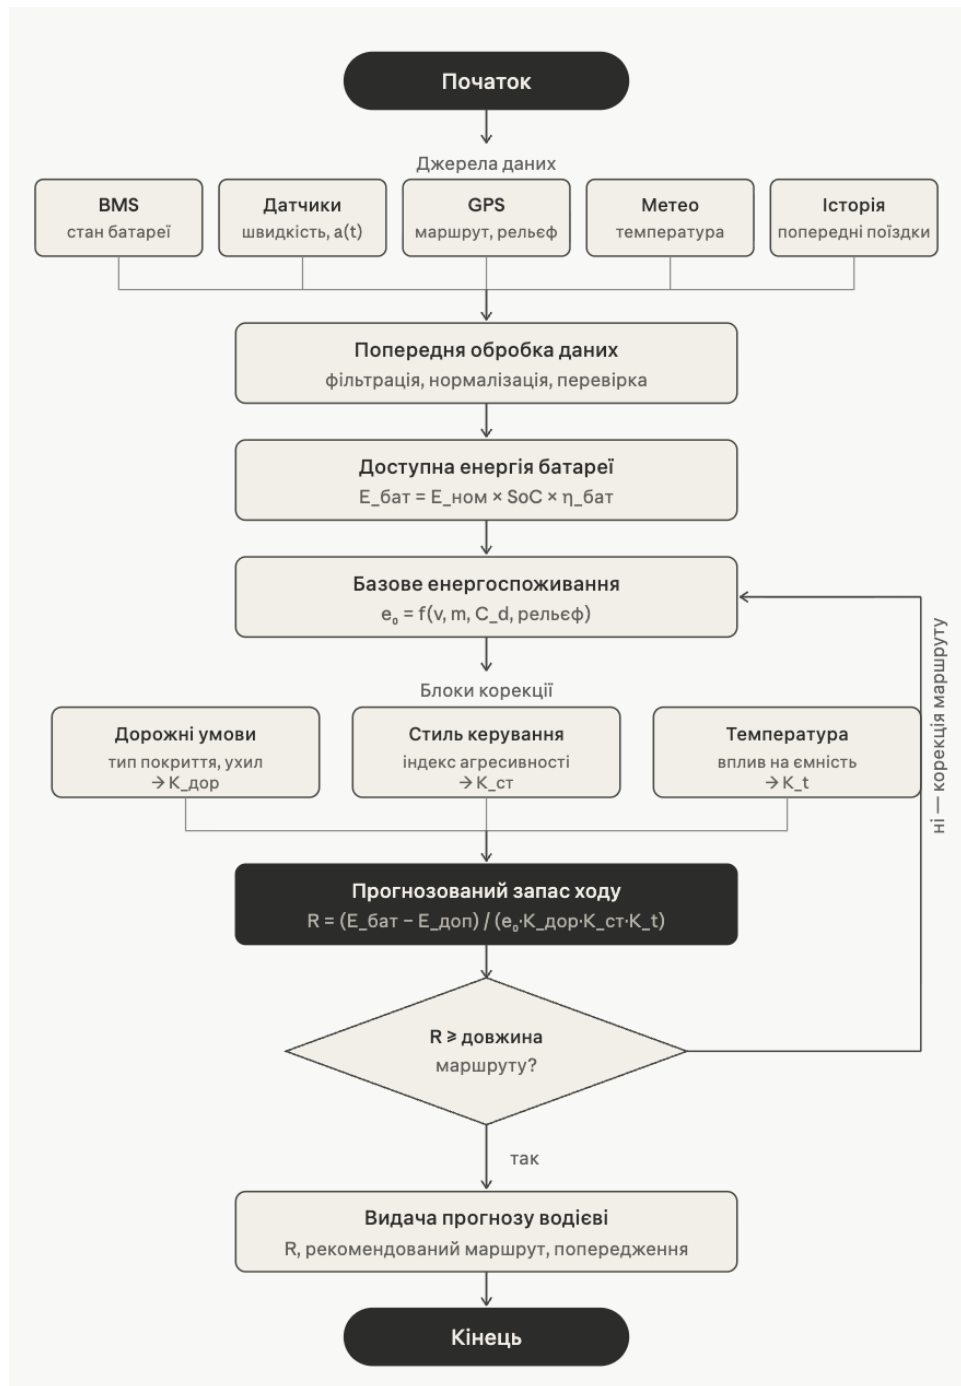 Початок
Джерела даних
BMS
стан батареї
Датчики
швидкість, a(t)
GPS
маршрут, рельєф
Метео
температура
Історія
попередні поїздки
Попередня обробка даних
фільтрація, нормалізація, перевірка
Доступна енергія батареї
E_бат = E_ном × SoC × η_бат
Базове енергоспоживання
e₀ = f(v, m, C_d, рельєф)
Блоки корекції
Дорожні умови
тип покриття, ухил
→ K_дор
Стиль керування
індекс агресивності
→ K_ст
Температура
вплив на ємність
→ K_t
ні — корекція маршруту
Прогнозований запас ходу
R = (E_бат − E_доп) / (e₀·K_дор·K_ст·K_t)
R ≥ довжина
маршруту?
так
Видача прогнозу водієві
R, рекомендований маршрут, попередження
Кінець